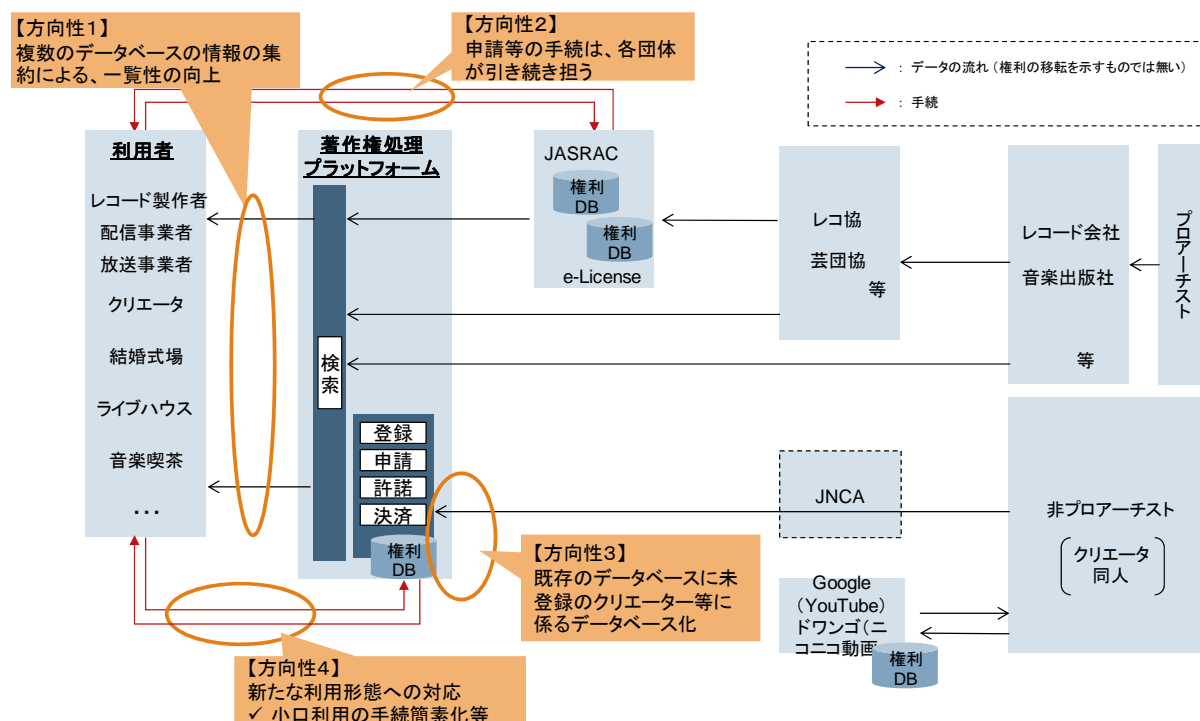 【方向性1】
複数のデータベースの情報の集
約による、一覧性の向上
【方向性2】
申請等の手続は、各団体
が引き続き担う
: データの流れ(権利の移転を示すものでは無い)
: 手続
利用者
レコード製作者
配信事業者
放送事業者
クリエータ
結婚式場
ライブハウス
音楽喫茶
...
著作権処理
プラットフォーム
検索
登録
申請
許諾
決済
権利
DB
JASRAC
権利
DB
権利
DB
e-License
レコ協
芸団協
等
レコード会社
音楽出版社
等
プロアーチスト
JNCA
非プロアーチスト
クリエータ
同人
Google
(YouTube)
ドワンゴ(ニ
コニコ動画
権利
DB
【方向性3】
既存のデータベースに未
登録のクリエーター等に
係るデータベース化
【方向性4】
新たな利用形態への対応
✓ 小口利用の手続簡素化等